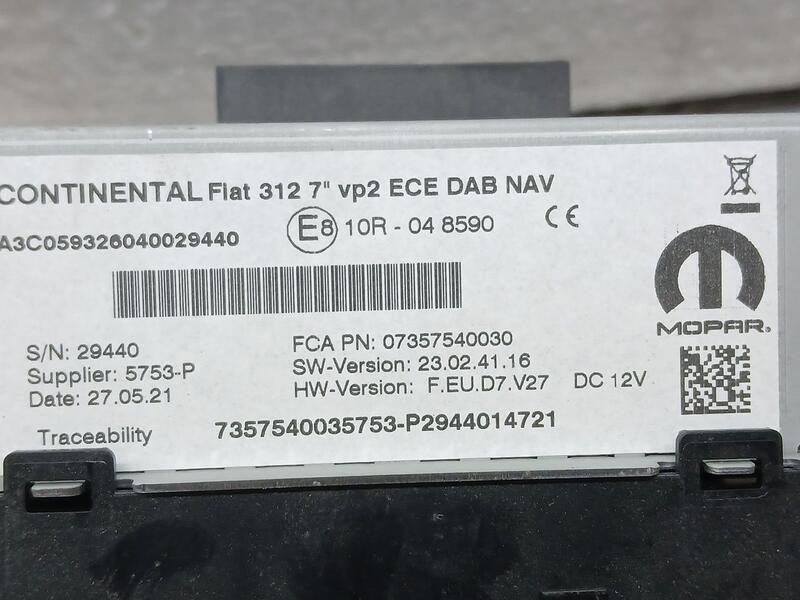 CONTINENTAL Fiat 312 7" vp2 ECE DAB NAV
A3C059326040029440
E8 10R - 04 8590
CE
MOPAR®
S/N: 29440
Supplier: 5753-P
Date: 27.05.21
FCA PN: 07357540030
SW-Version: 23.02.41.16
HW-Version: F.EU.D7.V27 DC 12V
Traceability 7357540035753-P2944014721